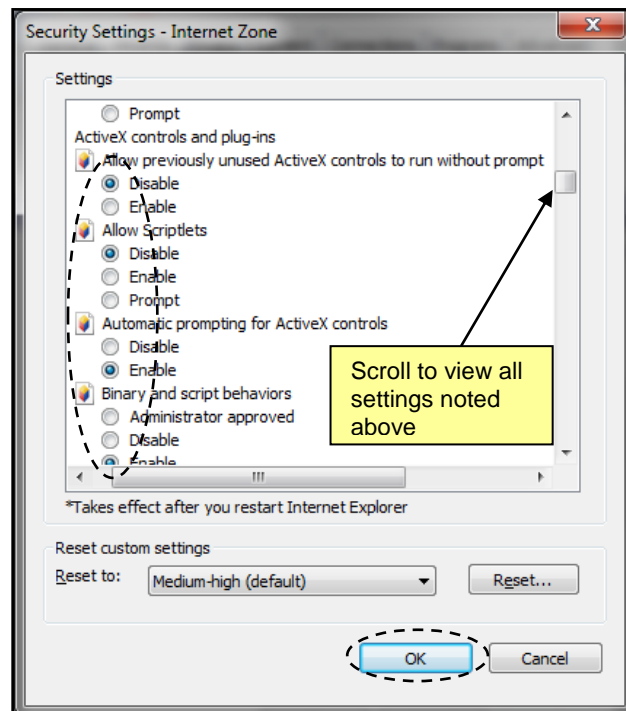 Security Settings - Internet Zone
Settings
Prompt
ActiveX controls and plug-ins
Allow previously unused ActiveX controls to run without prompt
Disable
Enable
Allow Scriptlets
Disable
Enable
Prompt
Automatic prompting for ActiveX controls
Disable
Enable
Binary and script behaviors
Administrator approved
Disable
Enable
Scroll to view all
settings noted
above
*Takes effect after you restart Internet Explorer
Reset custom settings
Reset to: Medium-high (default) Reset...
OK Cancel